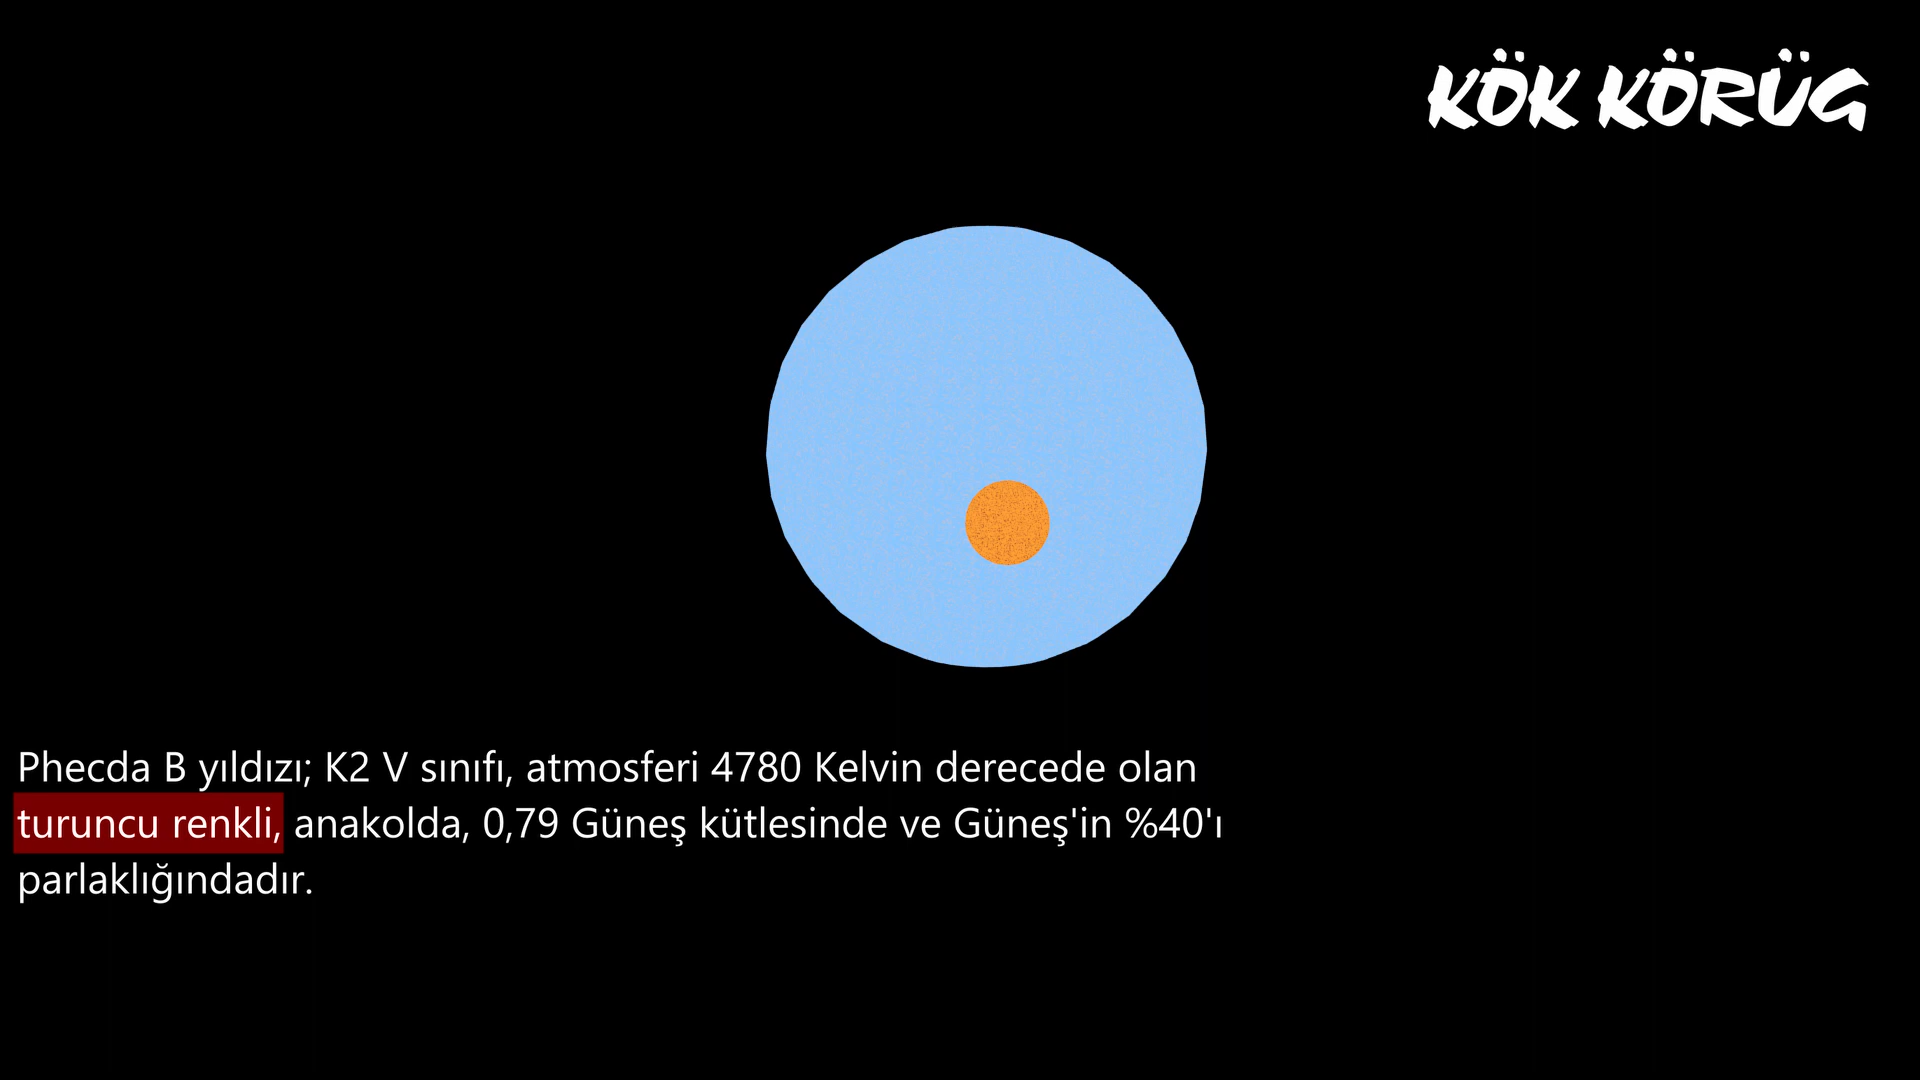 KÖK KÖRÜG
Phecda B yıldızı; K2 V sınıfı, atmosferi 4780 Kelvin derecede olan
turuncu renkli, anakolda, 0,79 Güneş kütlesinde ve Güneş'in %40'ı
parlaklığındadır.